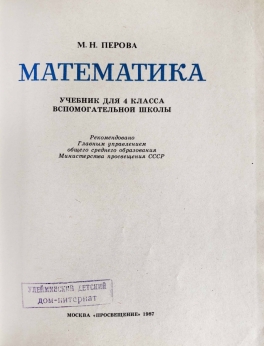 М. Н. ПЕРОВА
МАТЕМАТИКА
УЧЕБНИК ДЛЯ 4 КЛАССА
ВСПОМОГАТЕЛЬНОЙ ШКОЛЫ
Рекомендовано
Главным управлением
общего среднего образования
Министерства просвещения СССР
детский
дом-интернат
МОСКВА «ПРОСВЕЩЕНИЕ» 1987